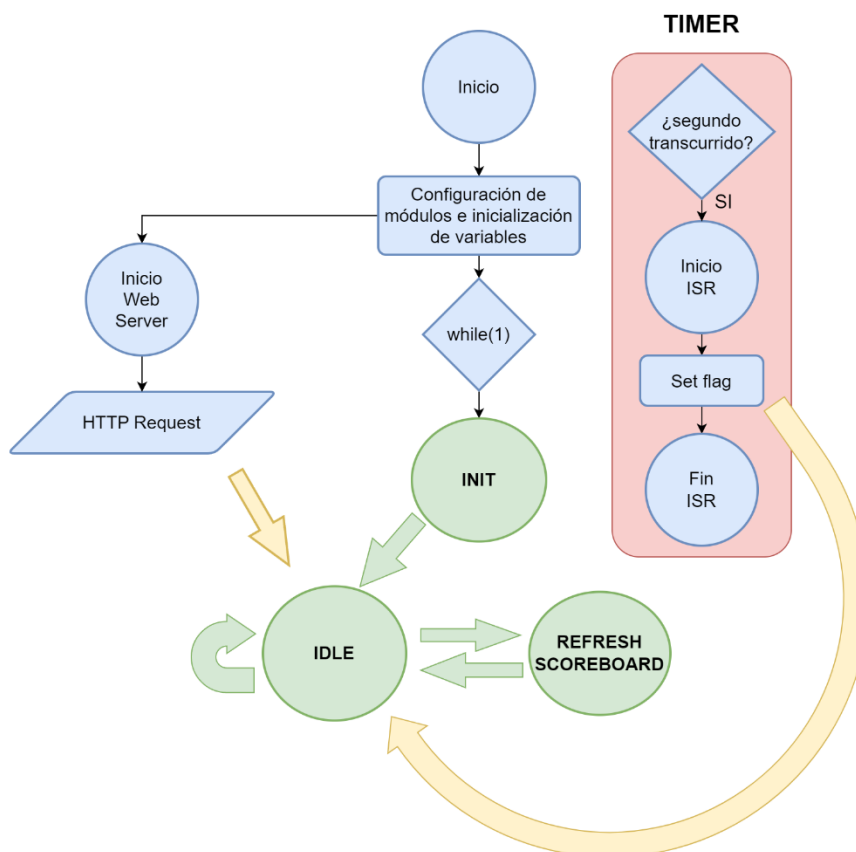 TIMER
Inicio
¿segundo
transcurrido?
SI
Configuración de
módulos e inicialización
de variables
Inicio
Web
Server
Inicio
ISR
while(1)
HTTP Request
Set flag
INIT
Fin
ISR
IDLE
REFRESH
SCOREBOARD